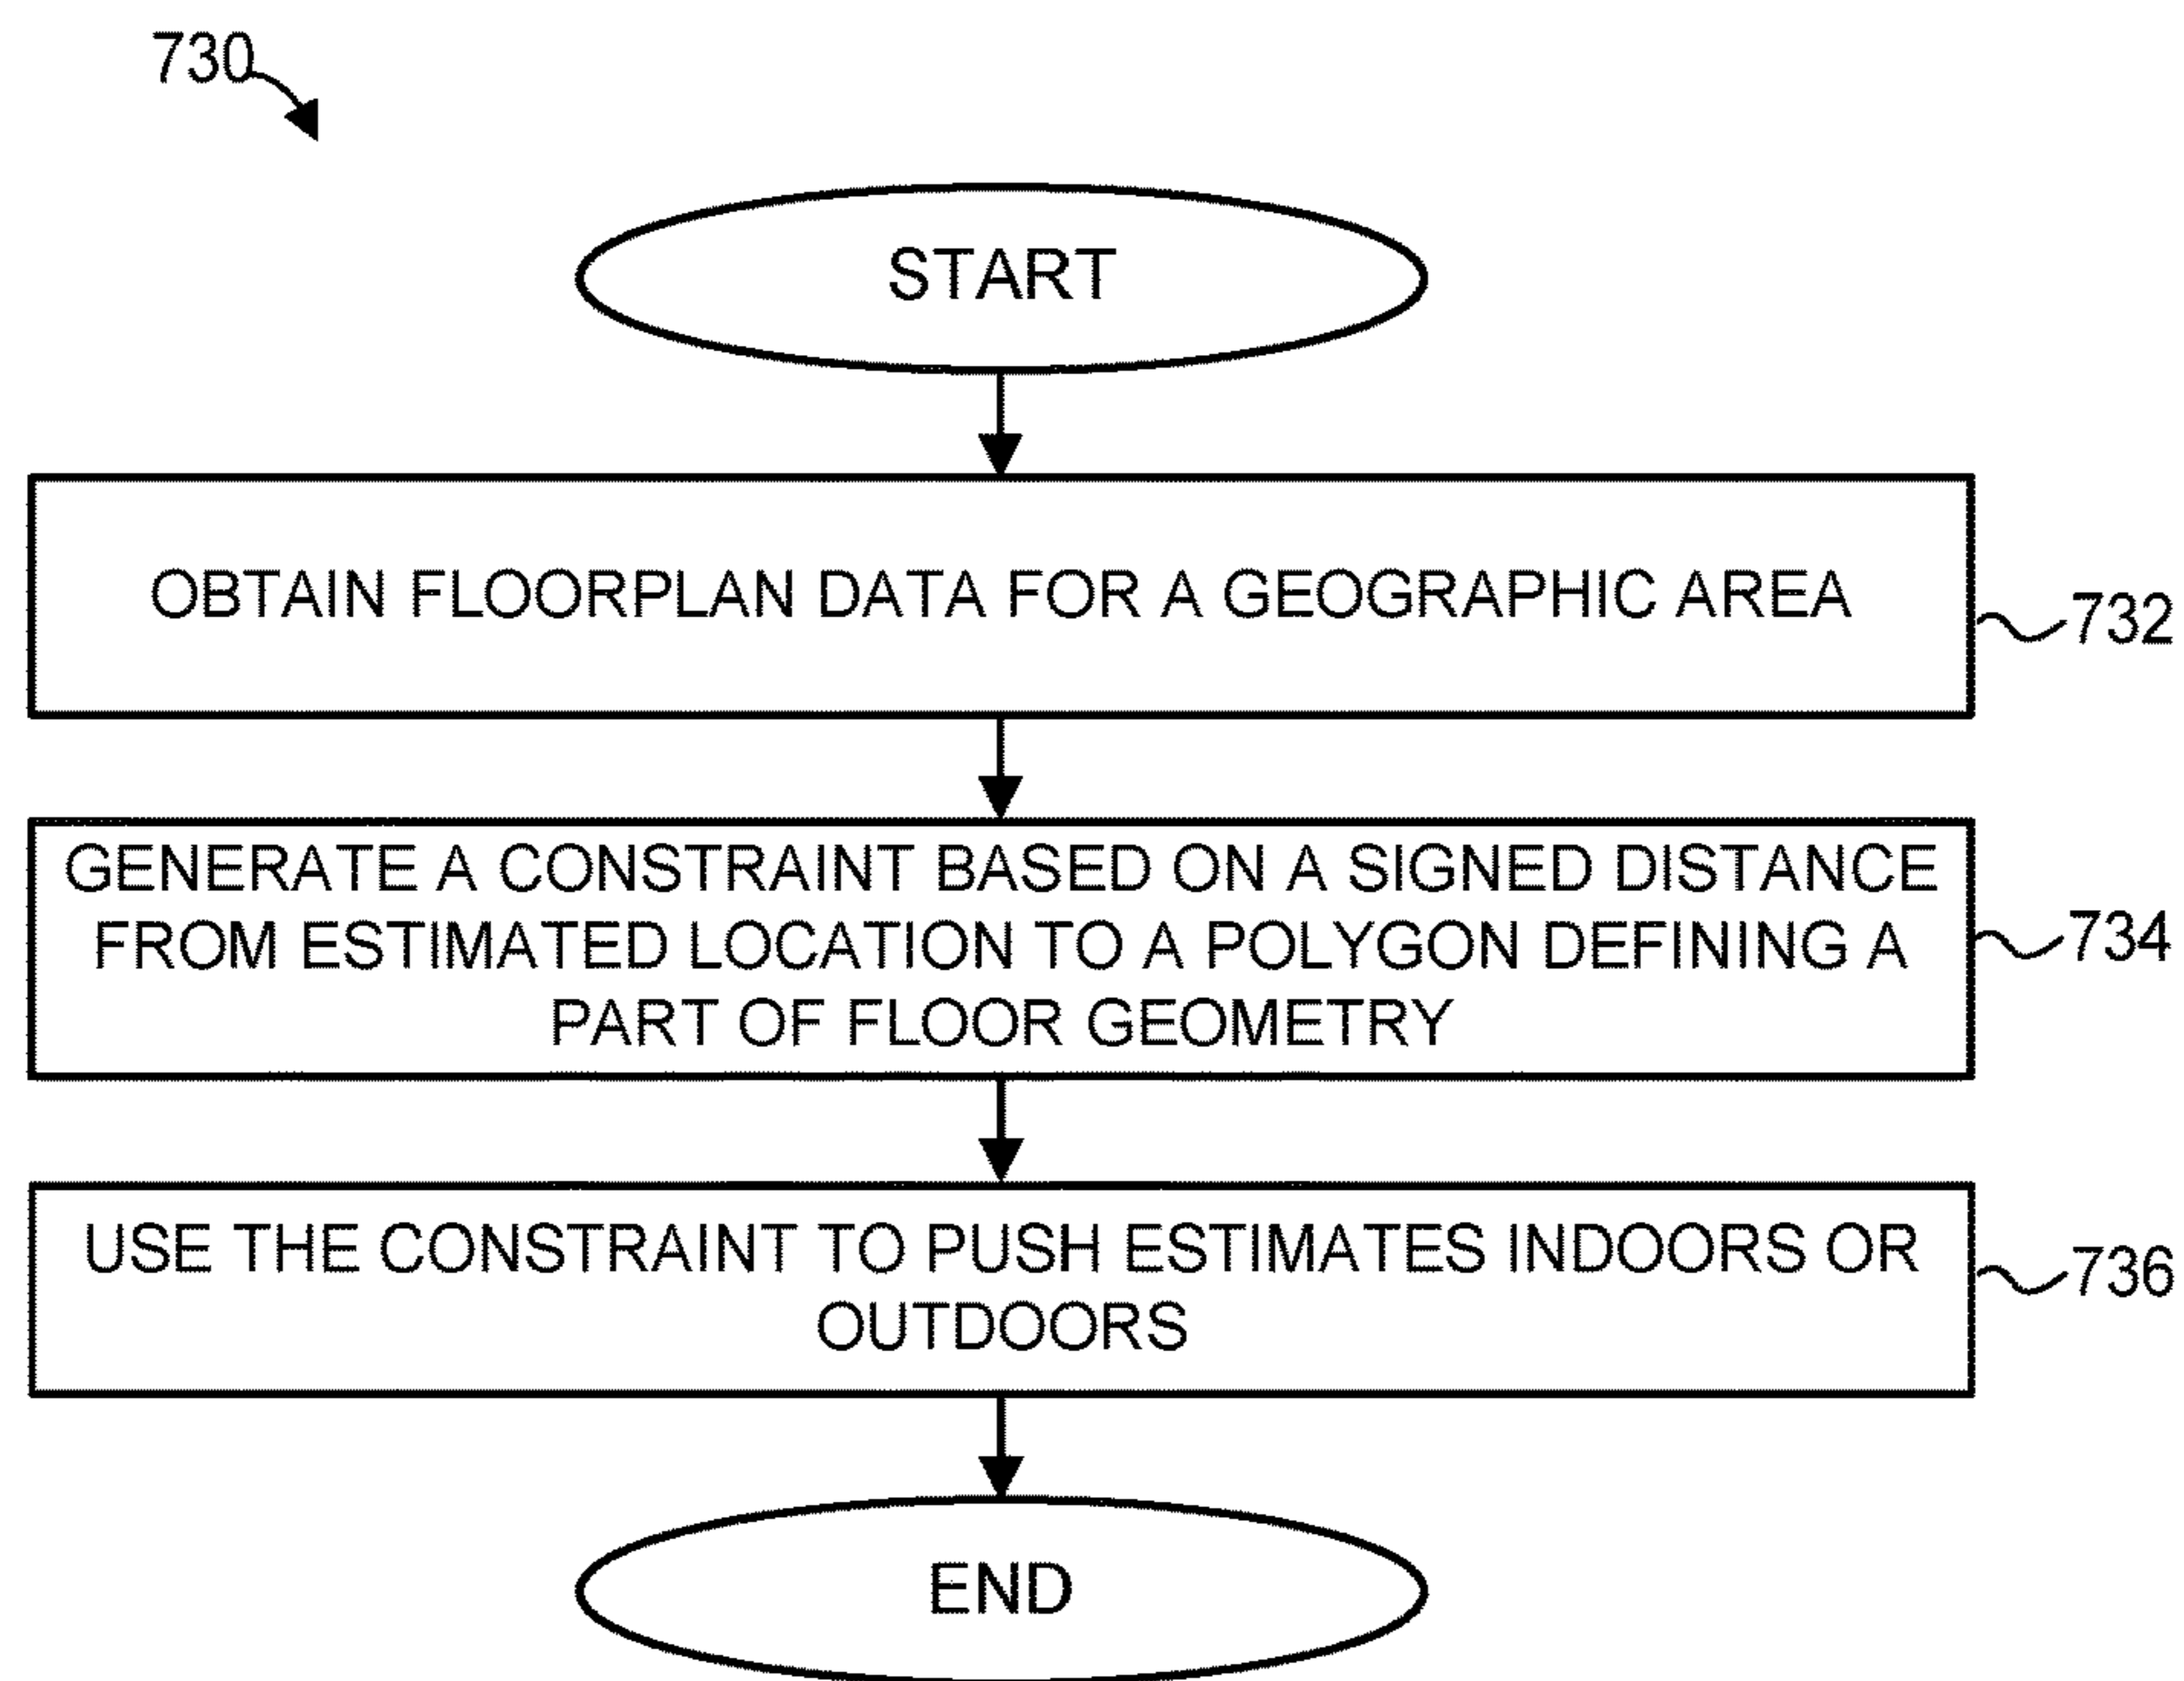 730
START
OBTAIN FLOORPLAN DATA FOR A GEOGRAPHIC AREA
732
GENERATE A CONSTRAINT BASED ON A SIGNED DISTANCE
FROM ESTIMATED LOCATION TO A POLYGON DEFINING A
PART OF FLOOR GEOMETRY
734
USE THE CONSTRAINT TO PUSH ESTIMATES INDOORS OR
OUTDOORS
736
END